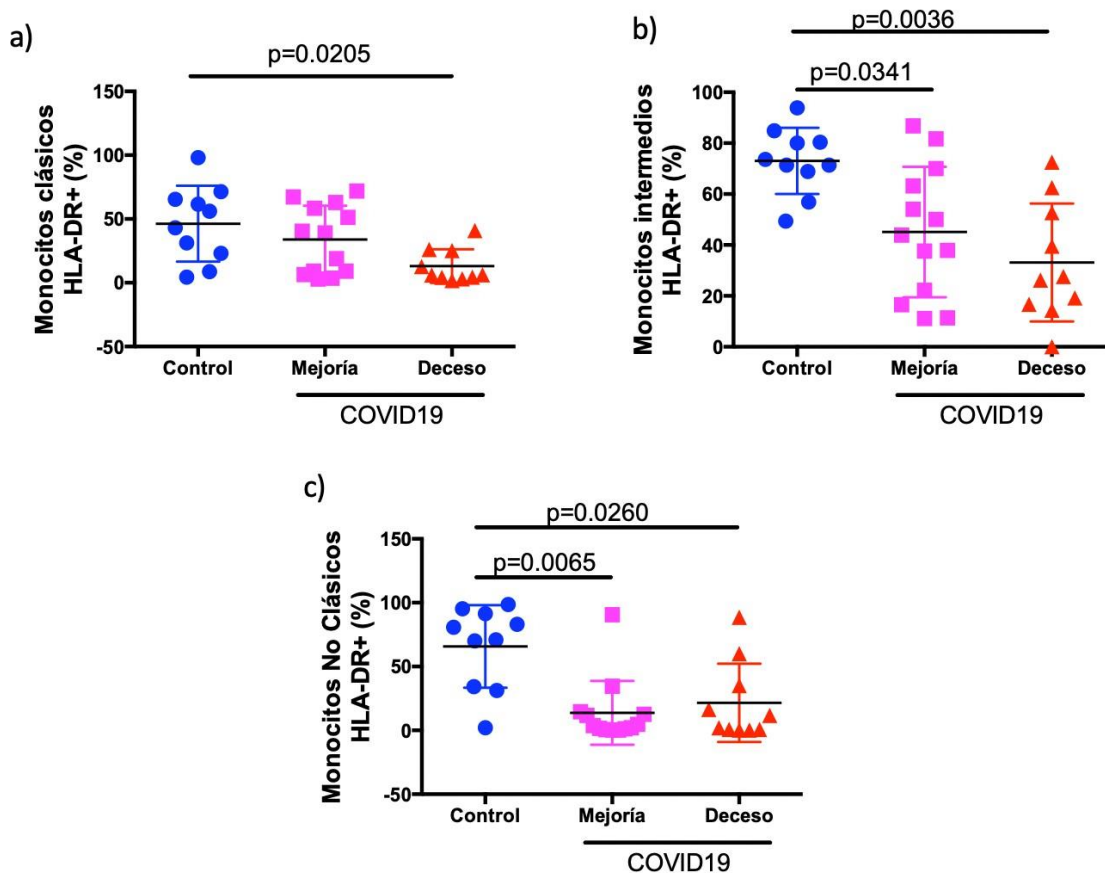 a)
p=0.0205
Monocitos clásicos
HLA-DR+ (%)
150
100
50
0
-50
Control
Mejoría
Deceso
COVID19
b)
p=0.0036
p=0.0341
Monocitos intermedios
HLA-DR+ (%)
100
80
60
40
20
0
Control
Mejoría
Deceso
COVID19
c)
p=0.0260
p=0.0065
Monocitos No Clásicos
HLA-DR+ (%)
150
100
50
0
-50
Control
Mejoría
Deceso
COVID19